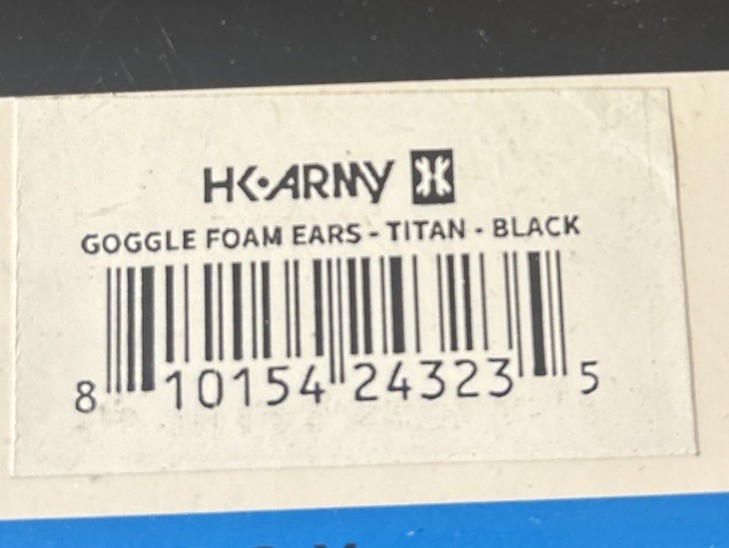 HK·ARMY
GOGGLE FOAM EARS - TITAN - BLACK
8 10154 24323 5